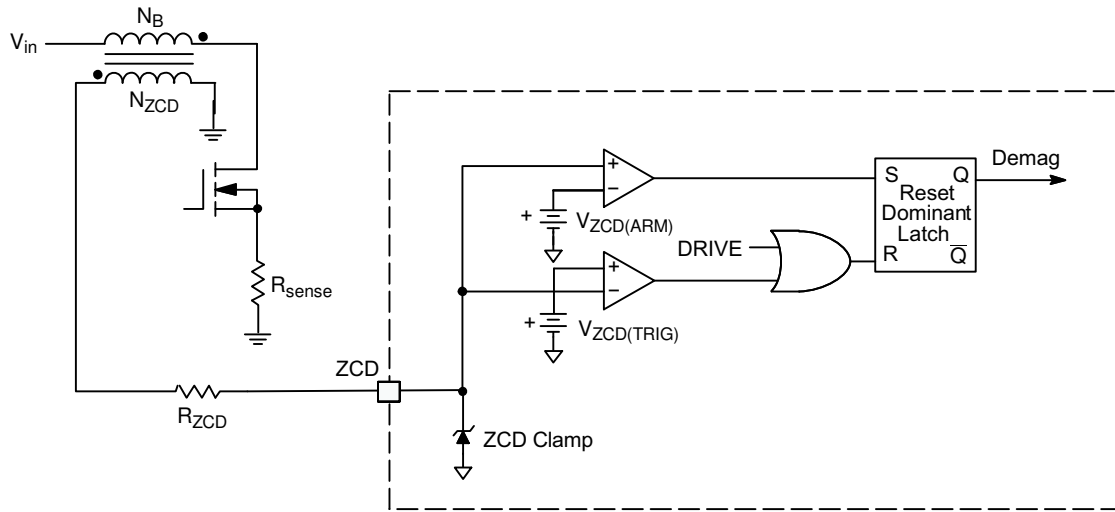 N_B
V_in
N_ZCD
Demag
+
−
S Q
Reset
Dominant
Latch
R Q̅
+
V_ZCD(ARM)
DRIVE
+
−
R_sense
+
V_ZCD(TRIG)
ZCD
R_ZCD
ZCD Clamp